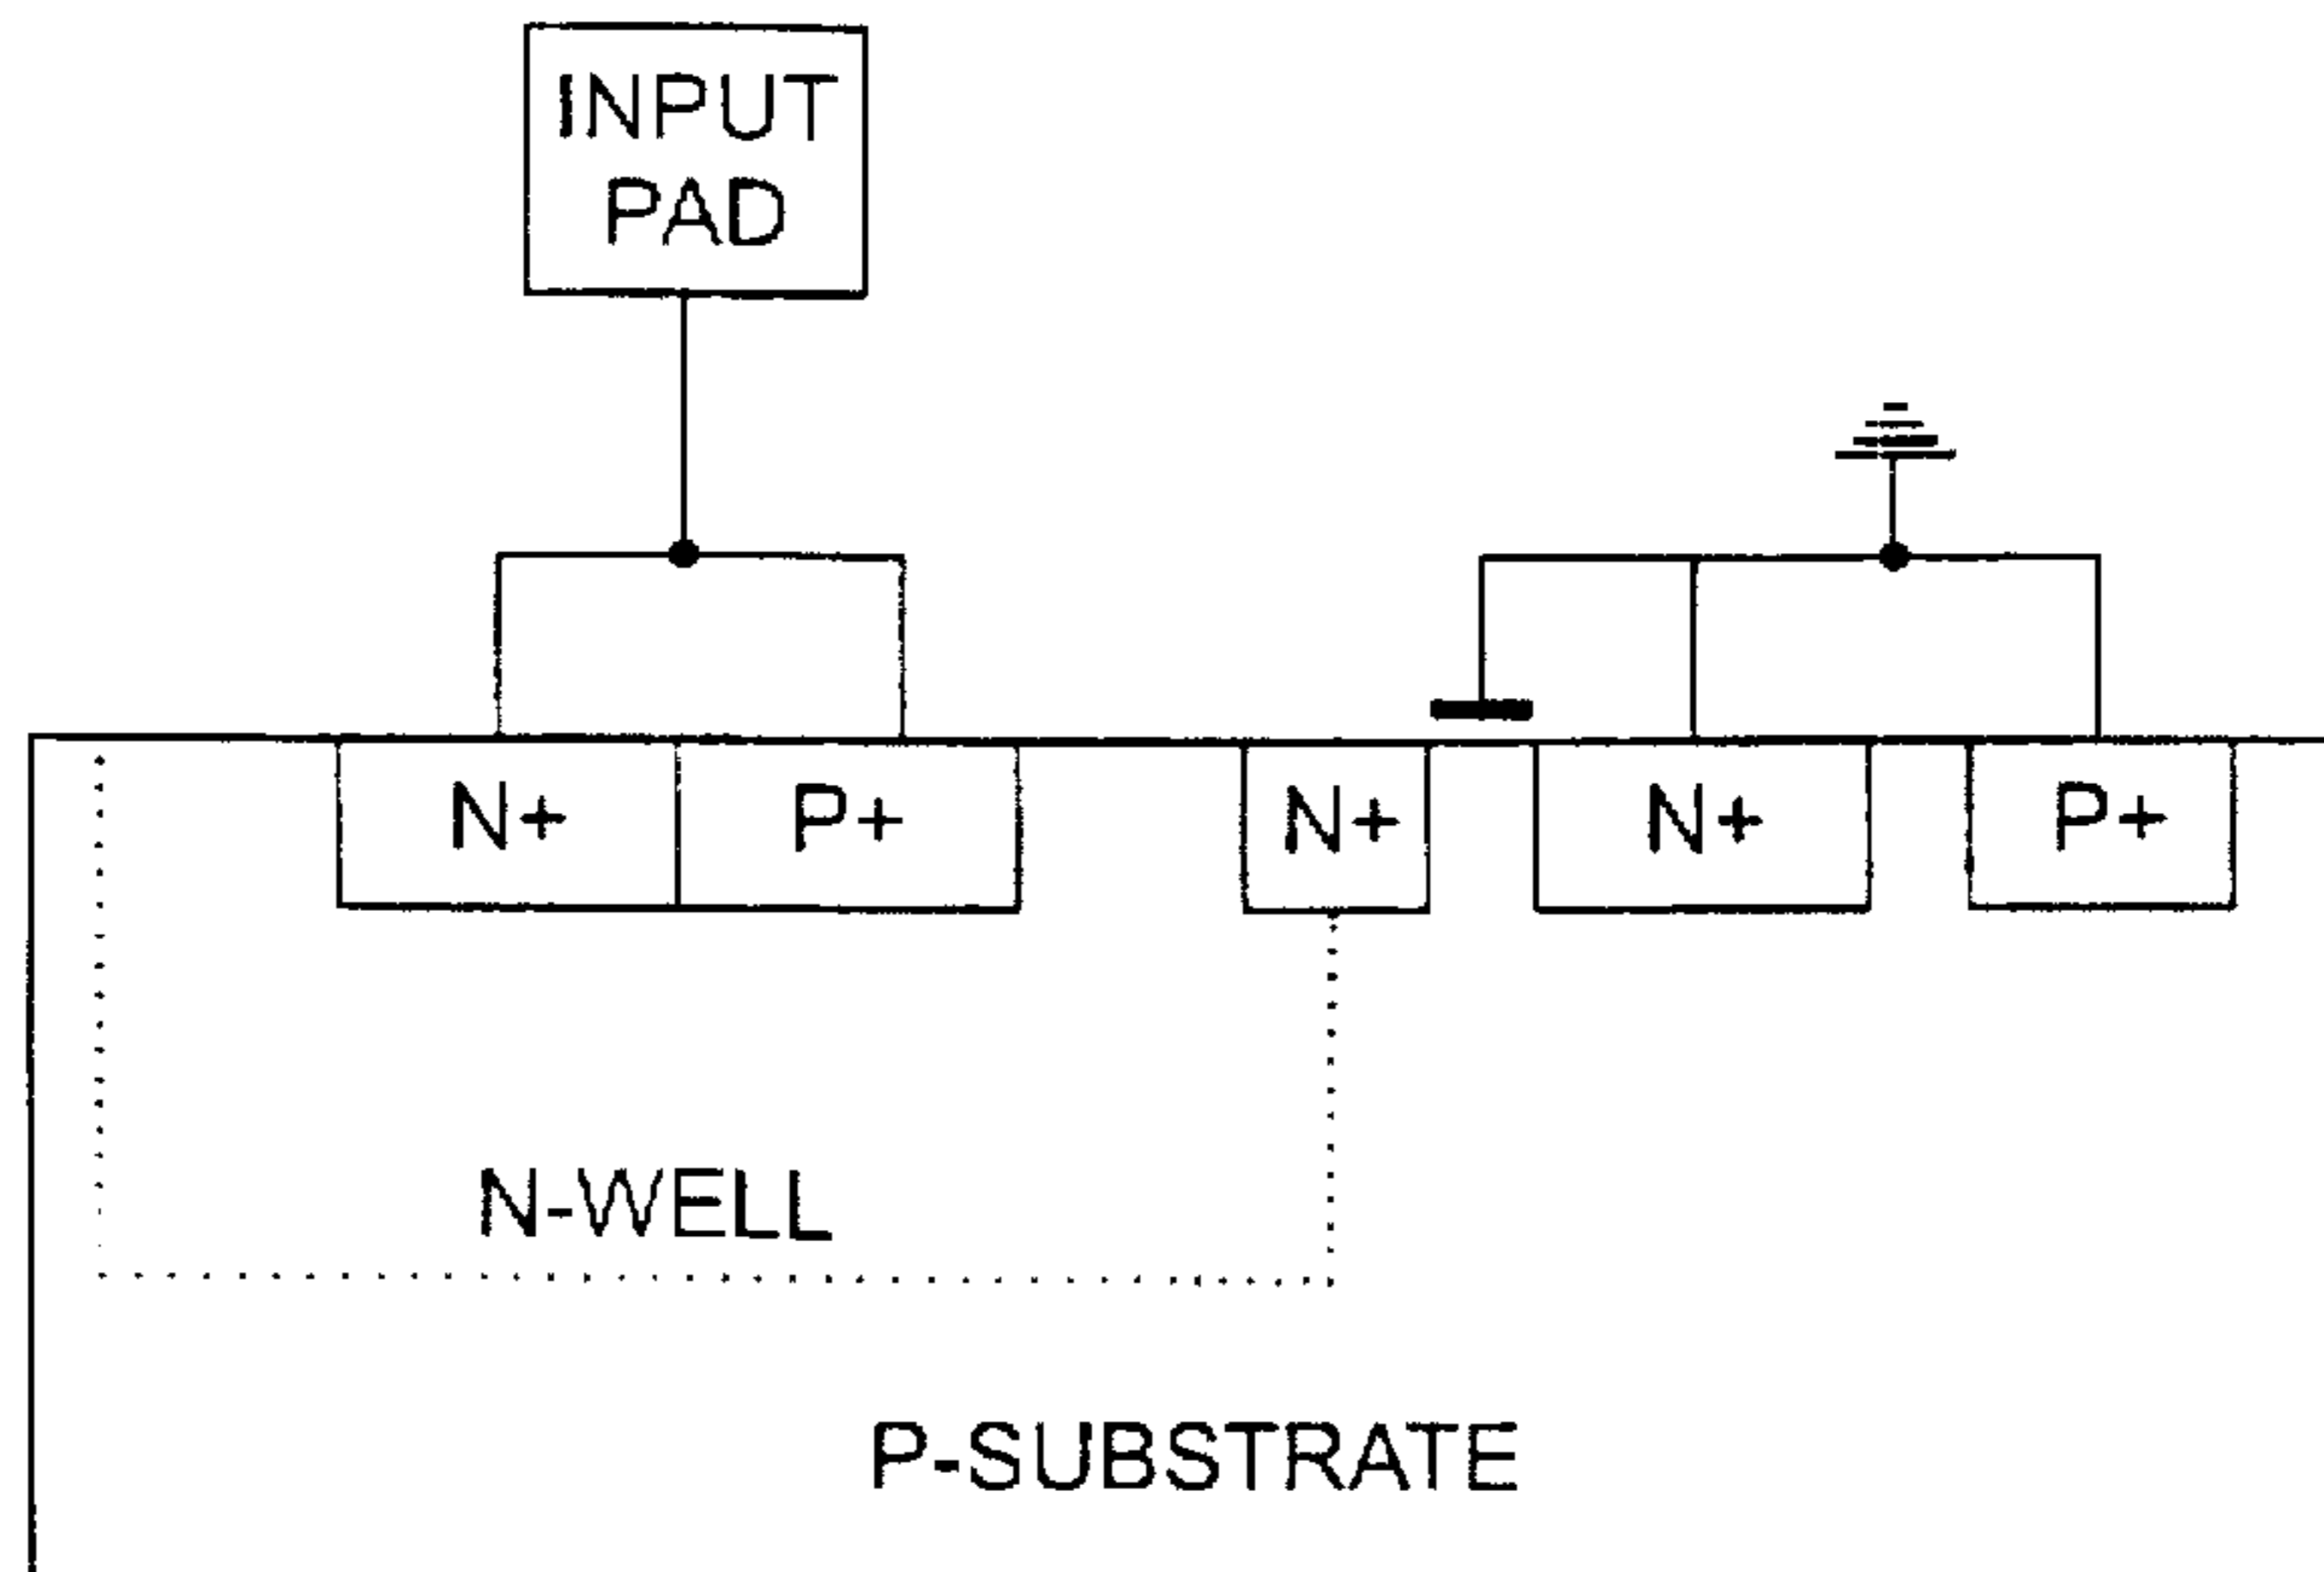 INPUT
PAD
N+
P+
N+
N+
P+
N-WELL
P-SUBSTRATE